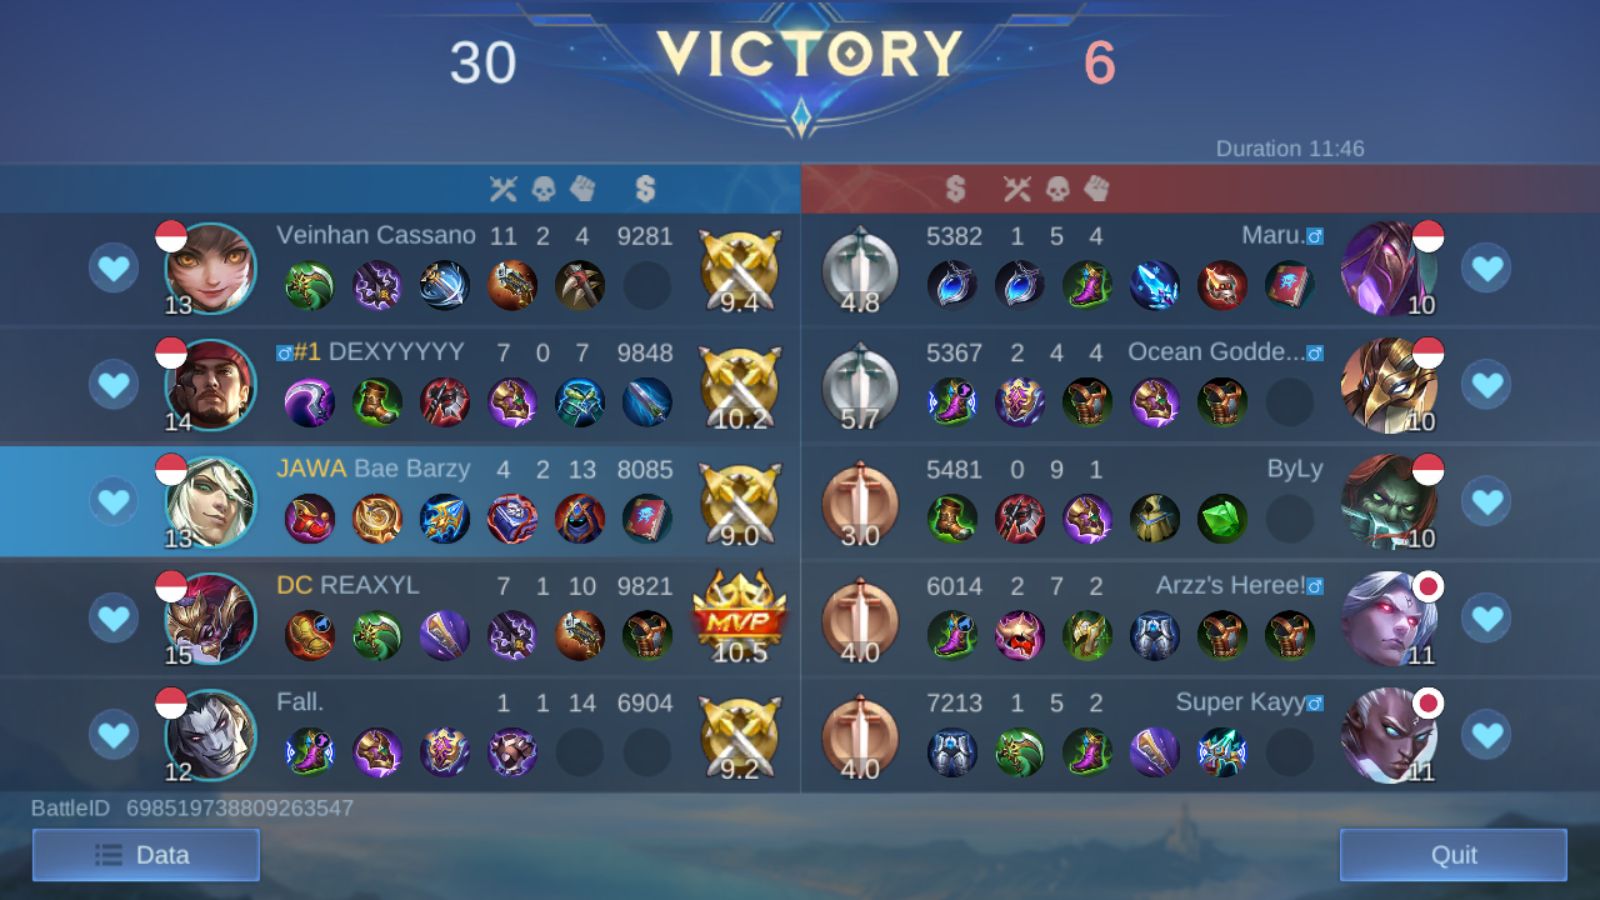 30 VICTORY 6
Duration 11:46
Veinhan Cassano 11 2 4 9281
13 9.4
5382 1 5 4 Maru.
4.8 10
#1 DEXYYYYY 7 0 7 9848
14 10.2
5367 2 4 4 Ocean Godde...
5.7 10
JAWA Bae Barzy 4 2 13 8085
13 9.0
5481 0 9 1 ByLy
3.0 10
DC REAXYL 7 1 10 9821
MVP
15 10.5
6014 2 7 2 Arzz's Heree!
4.0 11
Fall. 1 1 14 6904
12 9.2
7213 1 5 2 Super Kayy
4.0 11
BattleID 698519738809263547
Data
Quit